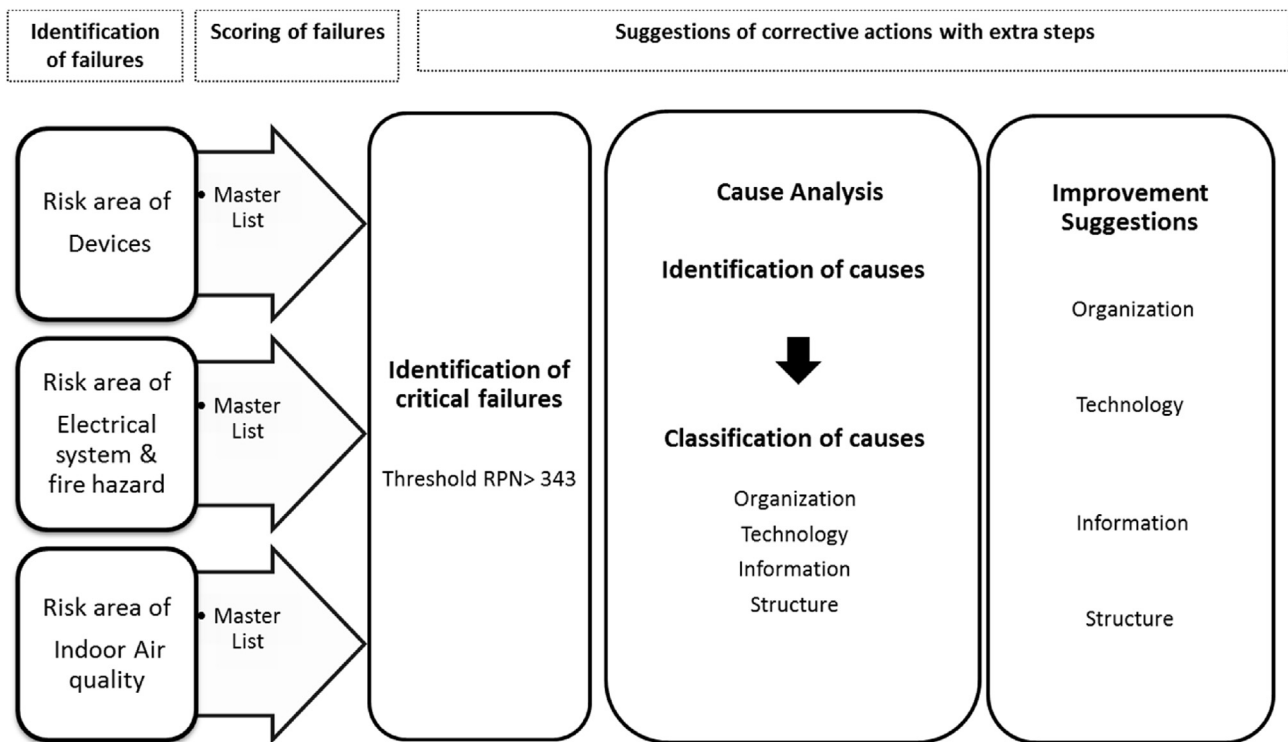 Identification
of failures
Scoring of failures
Suggestions of corrective actions with extra steps
Risk area of
Devices
• Master
List
Risk area of
Electrical
system &
fire hazard
• Master
List
Risk area of
Indoor Air
quality
• Master
List
Identification of
critical failures
Threshold RPN> 343
Cause Analysis
Identification of causes
Classification of causes
Organization
Technology
Information
Structure
Improvement
Suggestions
Organization
Technology
Information
Structure